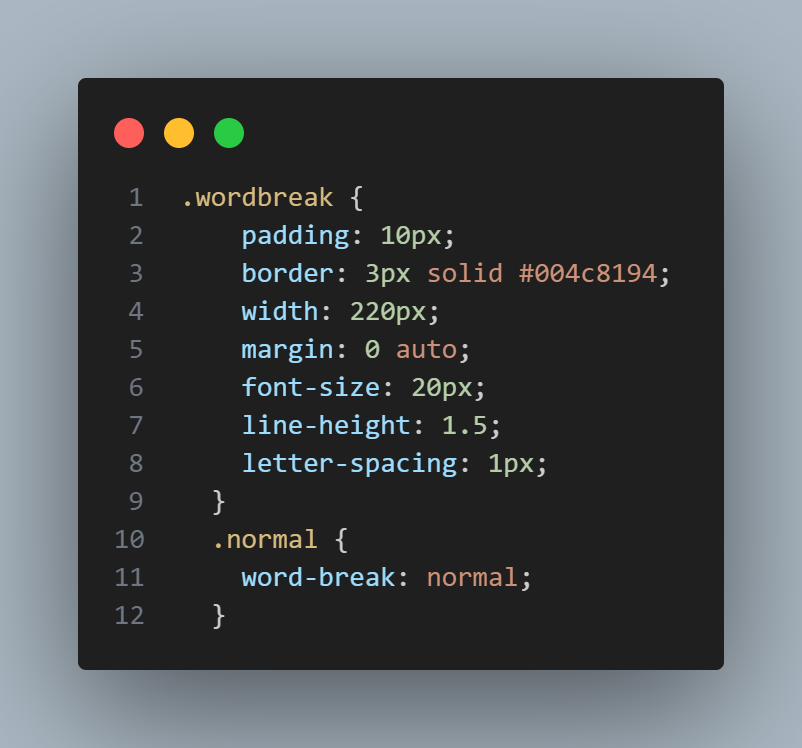 1 .wordbreak {
2 padding: 10px;
3 border: 3px solid #004c8194;
4 width: 220px;
5 margin: 0 auto;
6 font-size: 20px;
7 line-height: 1.5;
8 letter-spacing: 1px;
9 }
10 .normal {
11 word-break: normal;
12 }